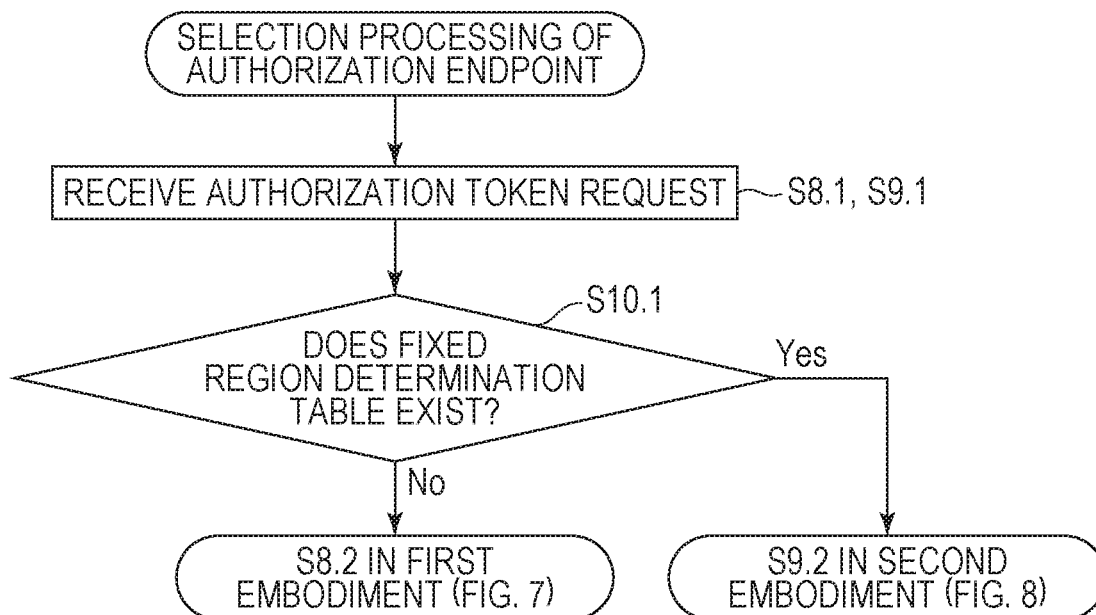 SELECTION PROCESSING OF
AUTHORIZATION ENDPOINT
RECEIVE AUTHORIZATION TOKEN REQUEST
S8.1, S9.1
S10.1
DOES FIXED
REGION DETERMINATION
TABLE EXIST?
Yes
No
S8.2 IN FIRST
EMBODIMENT (FIG. 7)
S9.2 IN SECOND
EMBODIMENT (FIG. 8)